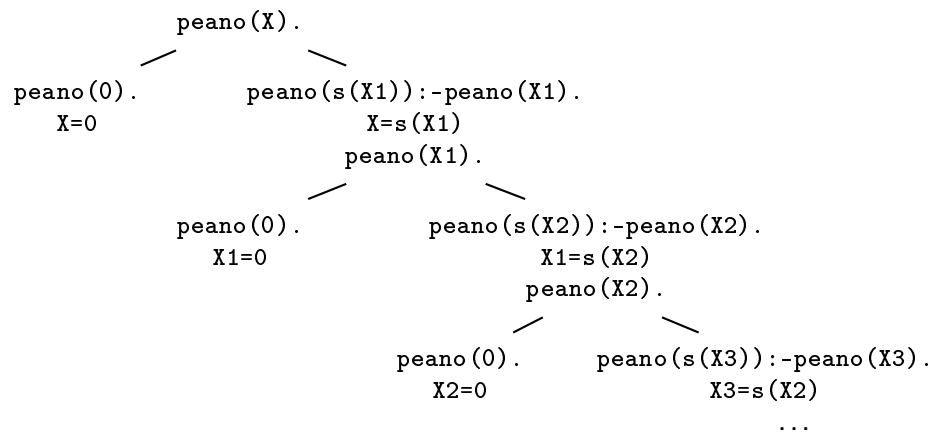 peano(X).
peano(0). peano(s(X1)):-peano(X1).
X=0 X=s(X1)
peano(X1).
peano(0). peano(s(X2)):-peano(X2).
X1=0 X1=s(X2)
peano(X2).
peano(0). peano(s(X3)):-peano(X3).
X2=0 X3=s(X2)
...